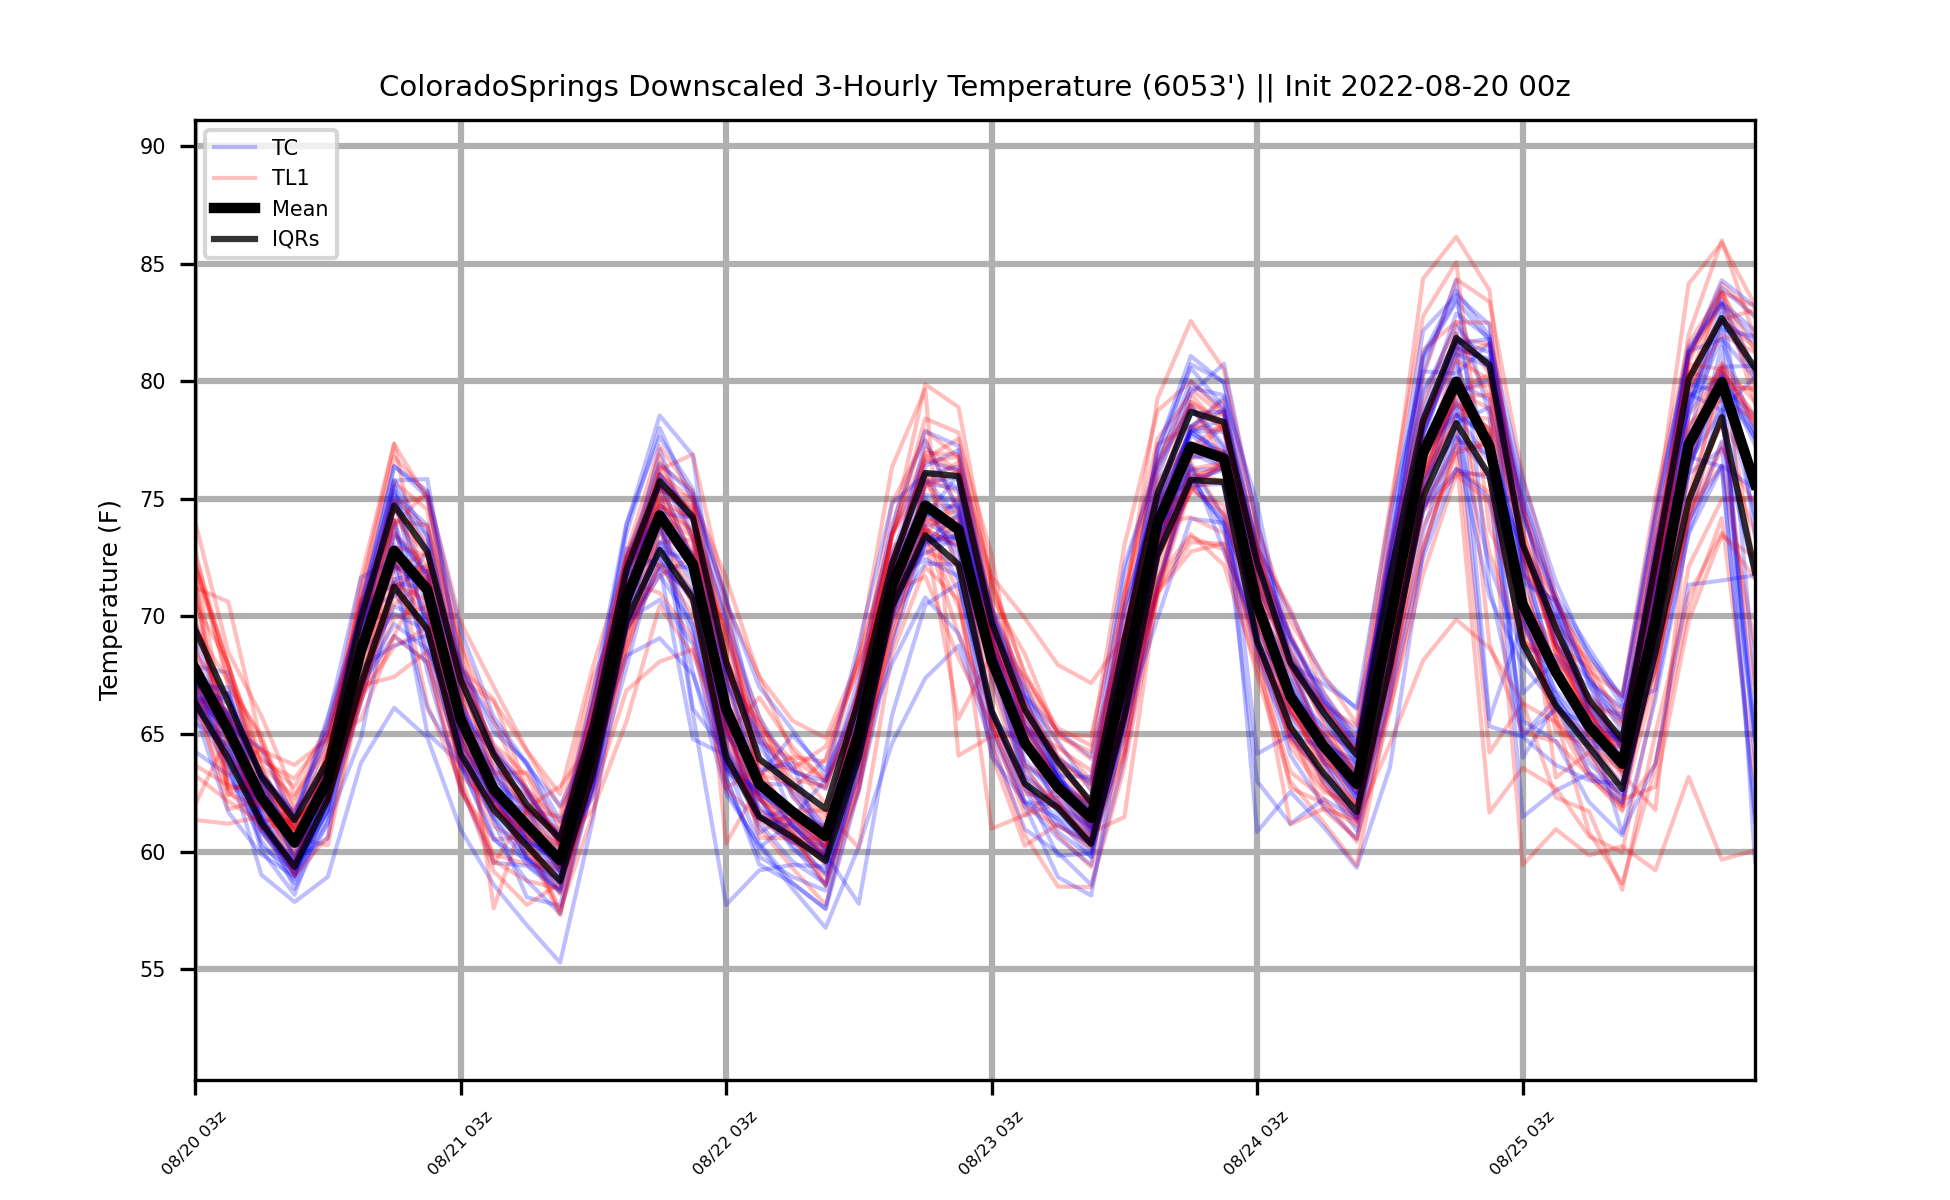 ColoradoSprings Downscaled 3-Hourly Temperature (6053') || Init 2022-08-20 00z
TC
TL1
Mean
IQRs
Temperature (F)
90
85
80
75
70
65
60
55
08/20 03z
08/21 03z
08/22 03z
08/23 03z
08/24 03z
08/25 03z